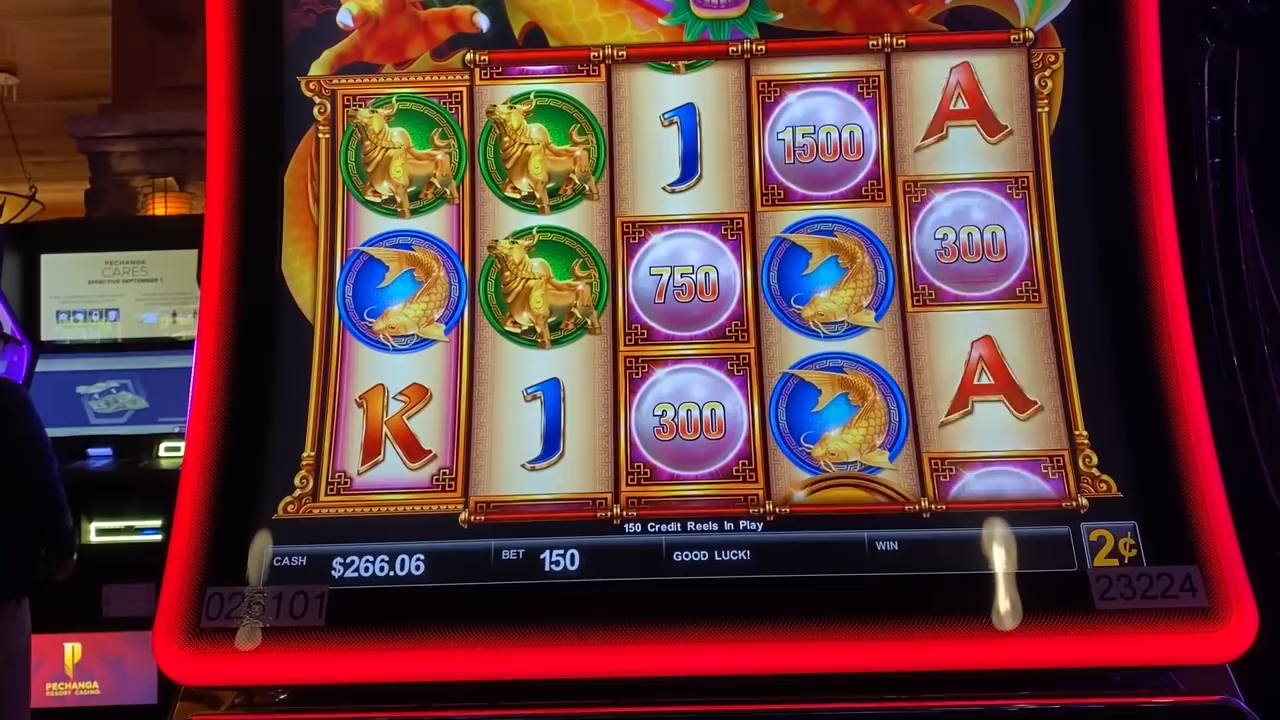 J
1500
A
750
300
K
J
300
A
150 Credit Reels In Play
CASH $266.06 BET 150 GOOD LUCK! WIN 2¢
23224
PECHANGA
CARES
EFFECTIVE SEPTEMBER 1
P
PECHANGA
RESORT CASINO.